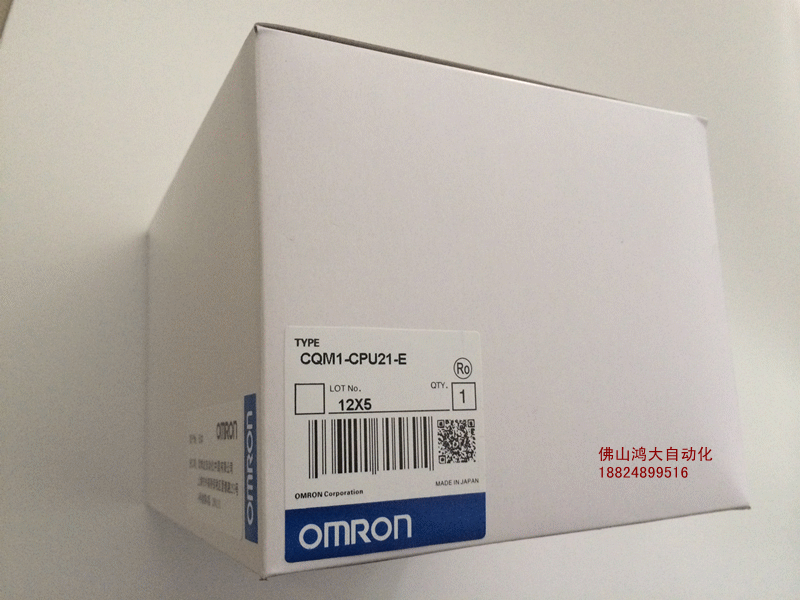 TYPE
CQM1-CPU21-E
Ro
LOT No.
QTY.
12X5
1
MADE IN JAPAN
OMRON Corporation
OMRON
OMRON
OMRON
佛山鸿大自动化
18824899516